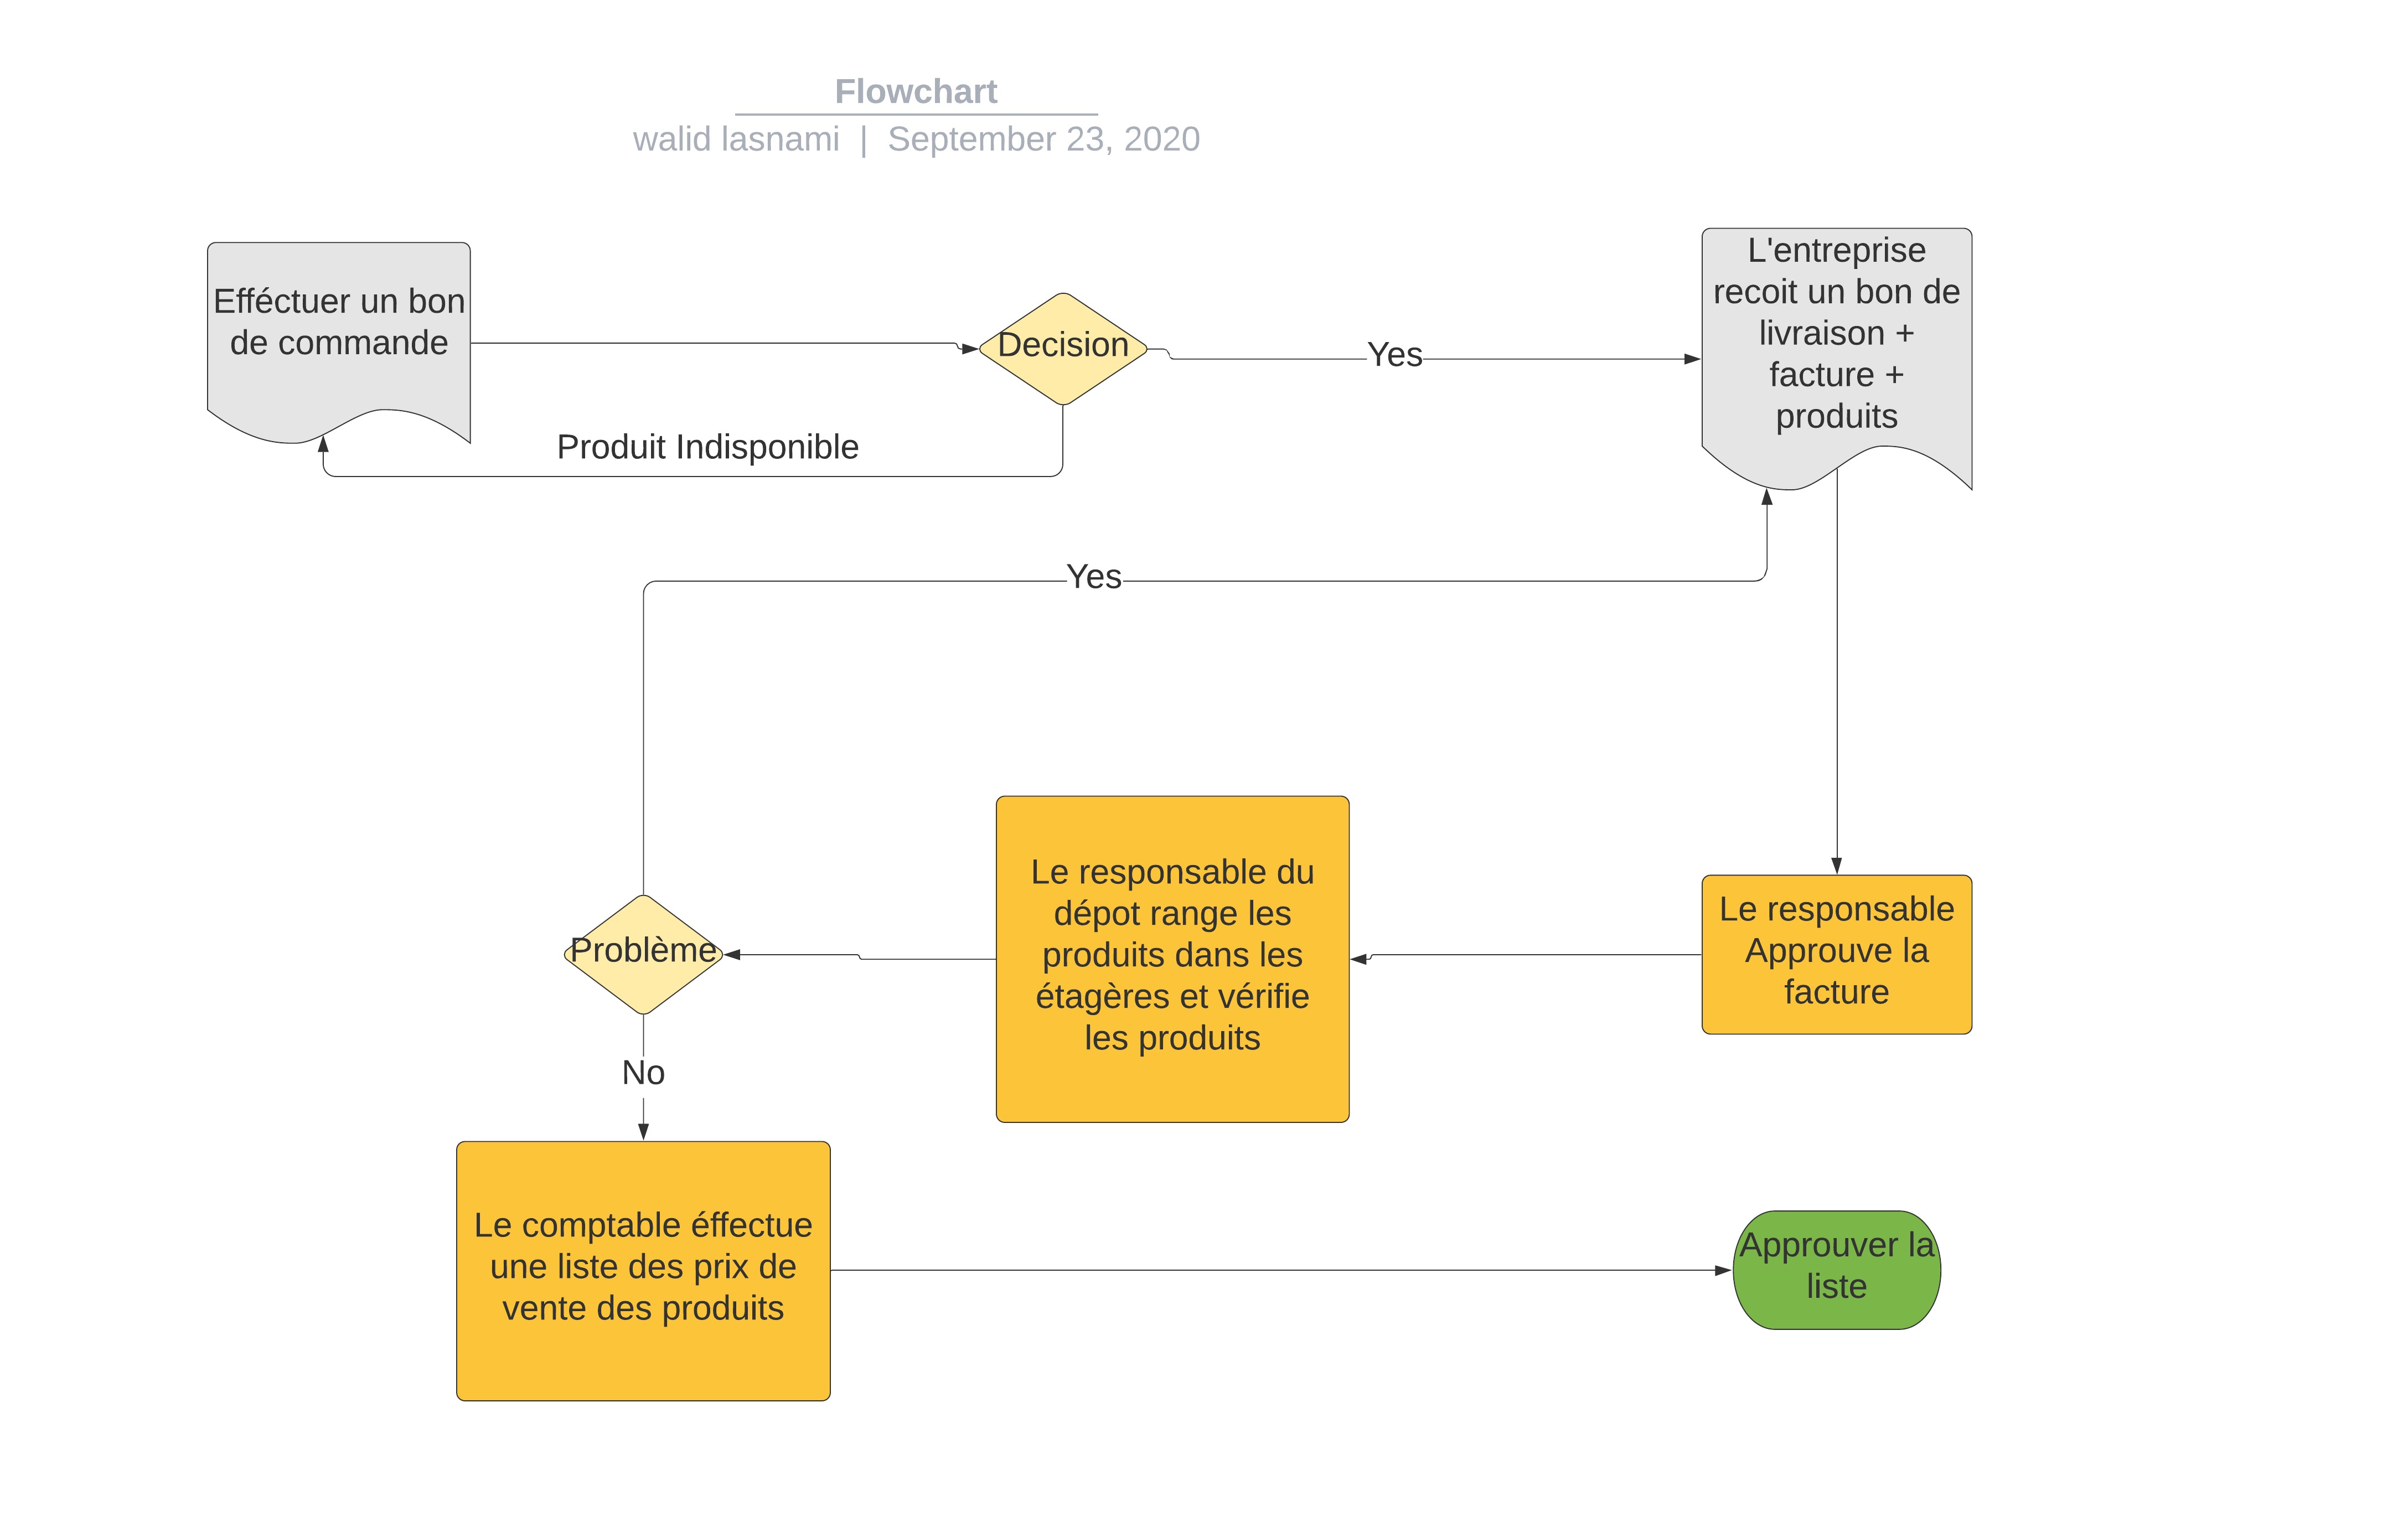 Flowchart
walid lasnami | September 23, 2020
Efféctuer un bon
de commande
Decision
Yes
L'entreprise
recoit un bon de
livraison +
facture +
produits
Produit Indisponible
Yes
Le responsable du
dépot range les
produits dans les
étagères et vérifie
les produits
Le responsable
Approuve la
facture
Problème
No
Le comptable éffectue
une liste des prix de
vente des produits
Approuver la
liste